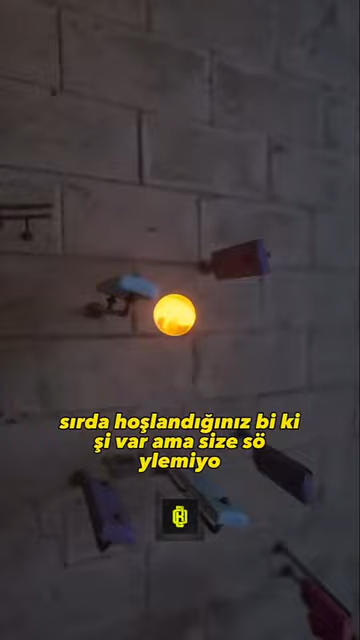 sırda hoşlandığınız bi ki
şi var ama size sö
ylemiyo